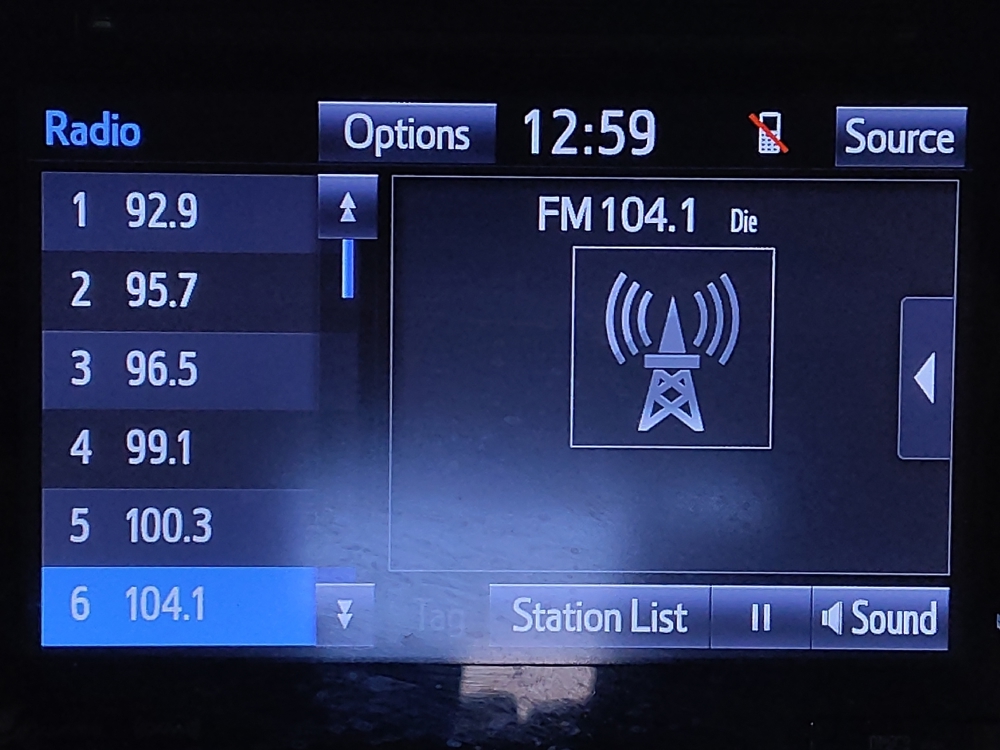 Radio Options 12:59 Source
1 92.9
2 95.7
3 96.5
4 99.1
5 100.3
6 104.1
FM 104.1 Die
Tag Station List Sound